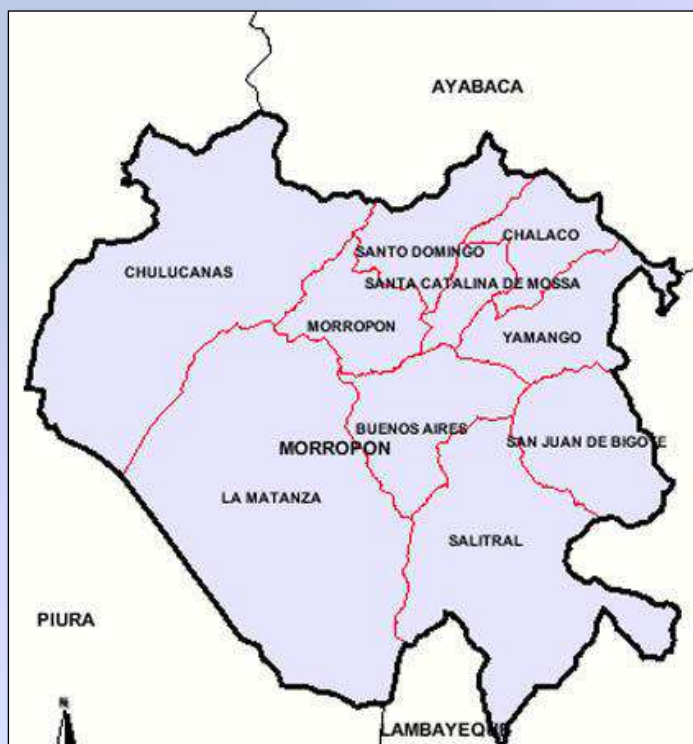 AYABACA
CHALACO
SANTO DOMINGO
CHULUCANAS
SANTA CATALINA DE MOSSA
MORROPON
YAMANGO
BUENOS AIRES
SAN JUAN DE BIGOTE
MORROPON
LA MATANZA
SALITRAL
PIURA
N
LAMBAYEQUE